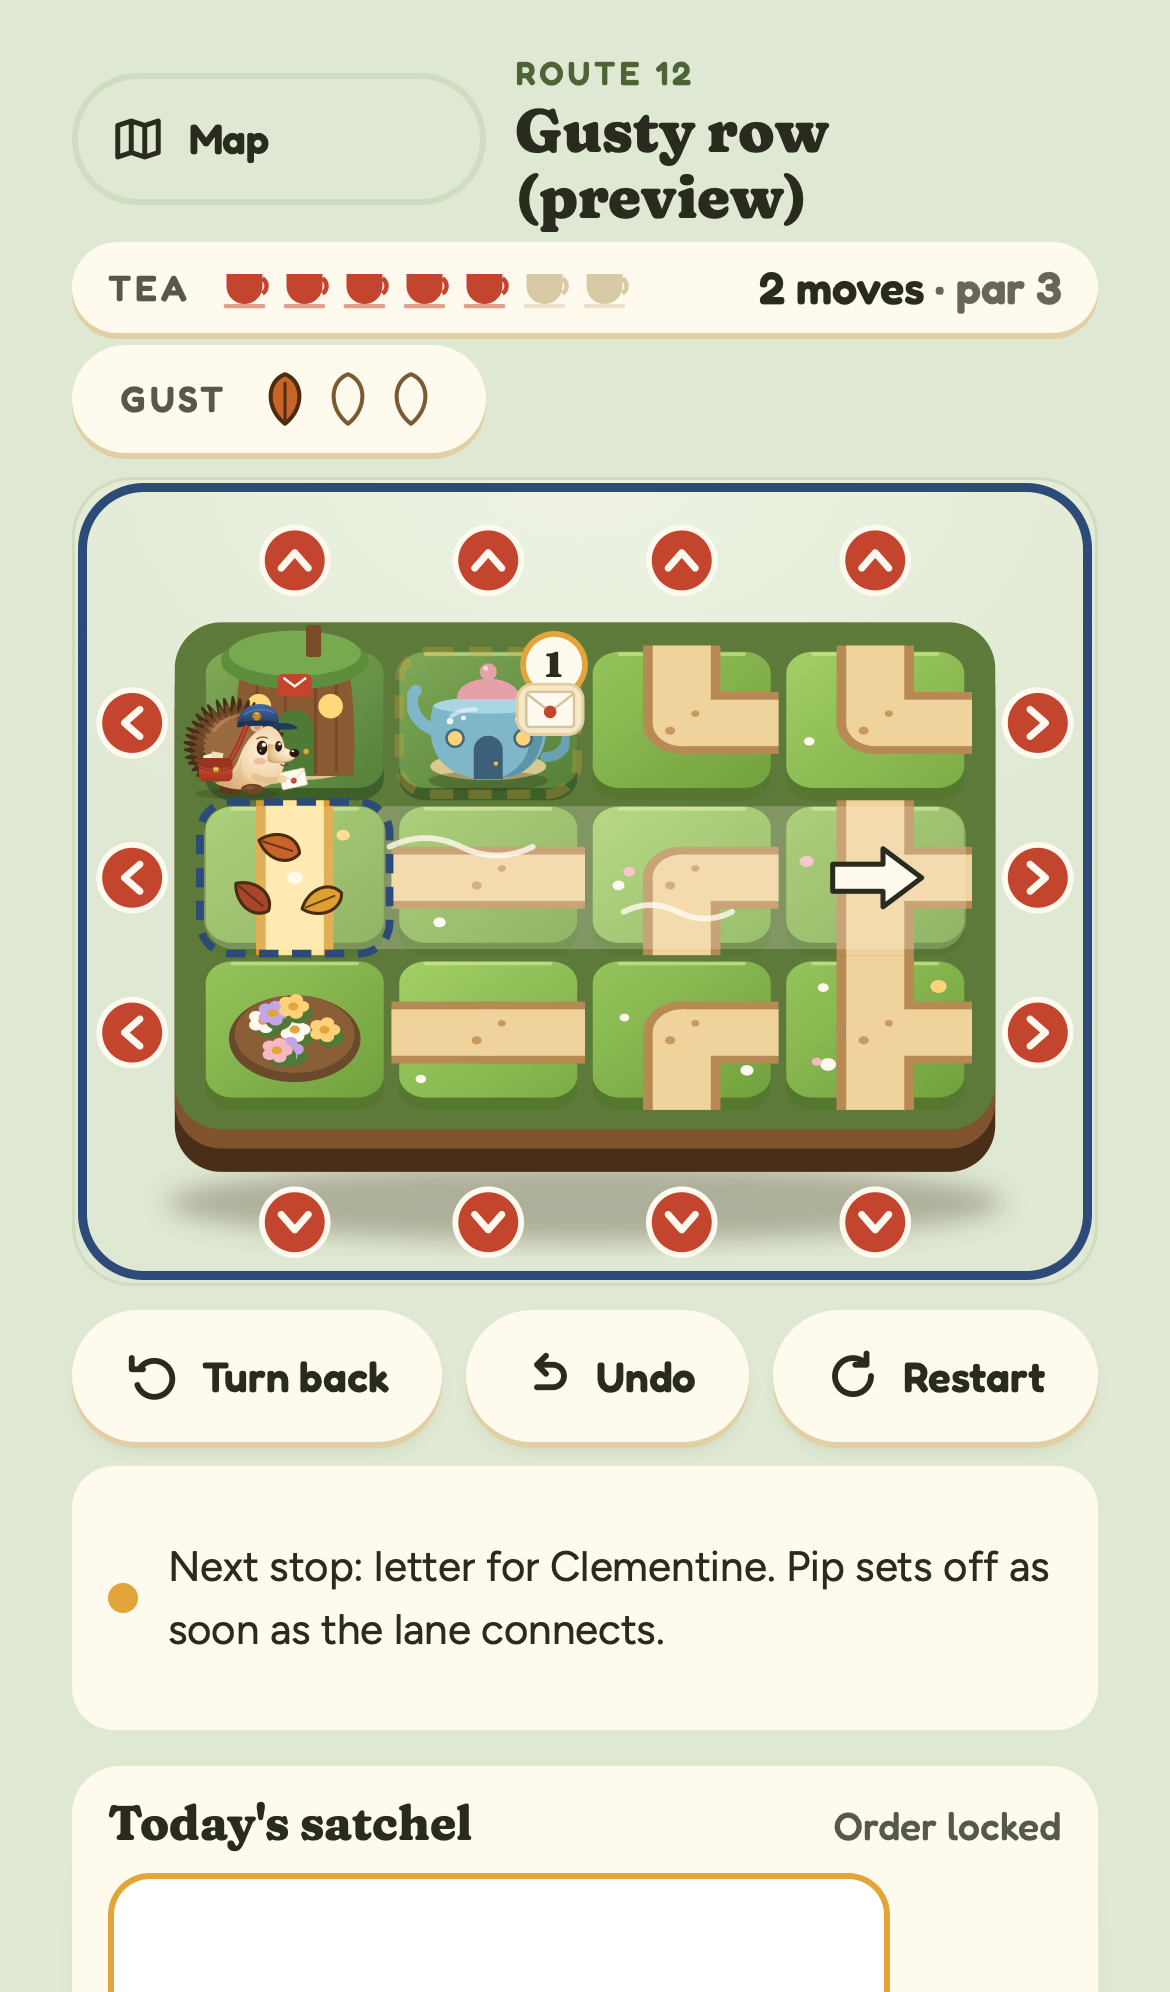 Map
ROUTE 12
Gusty row
(preview)
TEA
2 moves · par 3
GUST
1
Turn back
Undo
Restart
Next stop: letter for Clementine. Pip sets off as
soon as the lane connects.
Today's satchel
Order locked